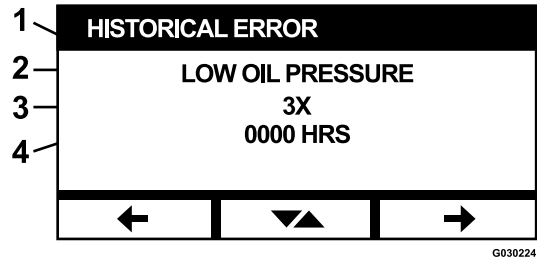 1 HISTORICAL ERROR
2 LOW OIL PRESSURE
3 3X
4 0000 HRS
G030224